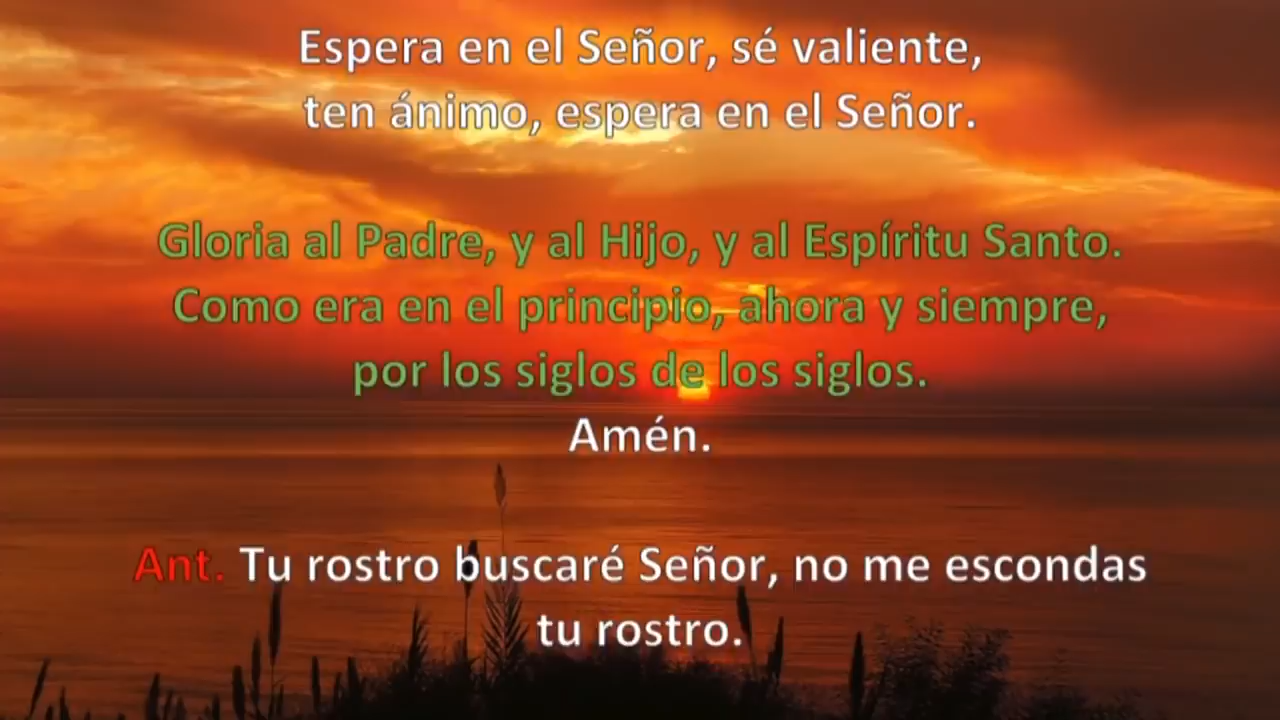 Espera en el Señor, sé valiente,
ten ánimo, espera en el Señor.
Gloria al Padre, y al Hijo, y al Espíritu Santo.
Como era en el principio, ahora y siempre,
por los siglos de los siglos.
Amén.
Ant. Tu rostro buscaré Señor, no me escondas
tu rostro.